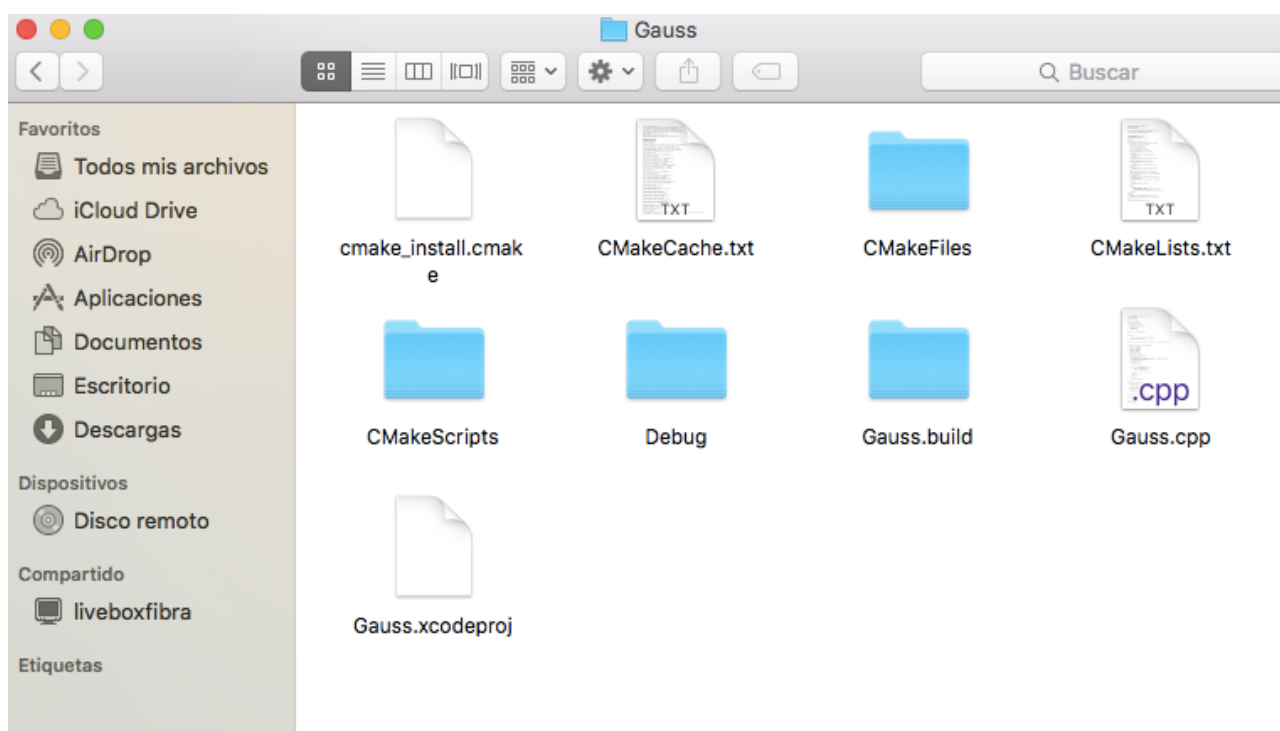 Gauss
Buscar
Favoritos
Todos mis archivos
iCloud Drive
AirDrop
Aplicaciones
Documentos
Escritorio
Descargas
Dispositivos
Disco remoto
Compartido
liveboxfibra
Etiquetas
TXT
TXT
cmake_install.cmak
e
CMakeCache.txt
CMakeFiles
CMakeLists.txt
.cpp
CMakeScripts
Debug
Gauss.build
Gauss.cpp
Gauss.xcodeproj